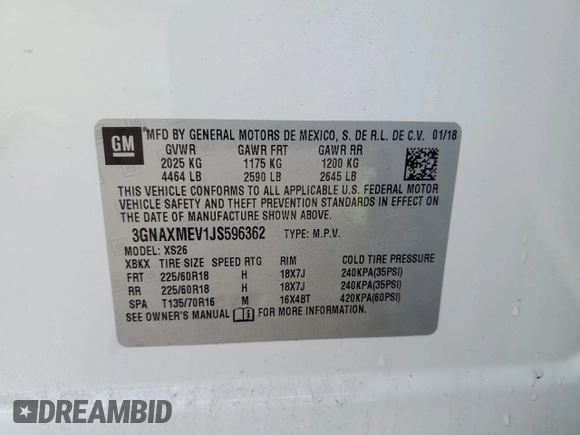 GM
MFD BY GENERAL MOTORS DE MEXICO, S. DE R.L. DE C.V. 01/18
GVWR GAWR FRT GAWR RR
2025 KG 1175 KG 1200 KG
4464 LB 2590 LB 2645 LB
THIS VEHICLE CONFORMS TO ALL APPLICABLE U.S. FEDERAL MOTOR
VEHICLE SAFETY AND THEFT PREVENTION STANDARDS IN EFFECT ON
THE DATE OF MANUFACTURE SHOWN ABOVE.
3GNAXMEV1JS596362 TYPE: M.P.V.
MODEL: XS26
XBKX TIRE SIZE SPEED RTG RIM COLD TIRE PRESSURE
FRT 225/60R18 H 18X7J 240KPA(35PSI)
RR 225/60R18 H 18X7J 240KPA(35PSI)
SPA T135/70R16 M 16X4BT 420KPA(60PSI)
SEE OWNER'S MANUAL FOR MORE INFORMATION.
DREAMBID